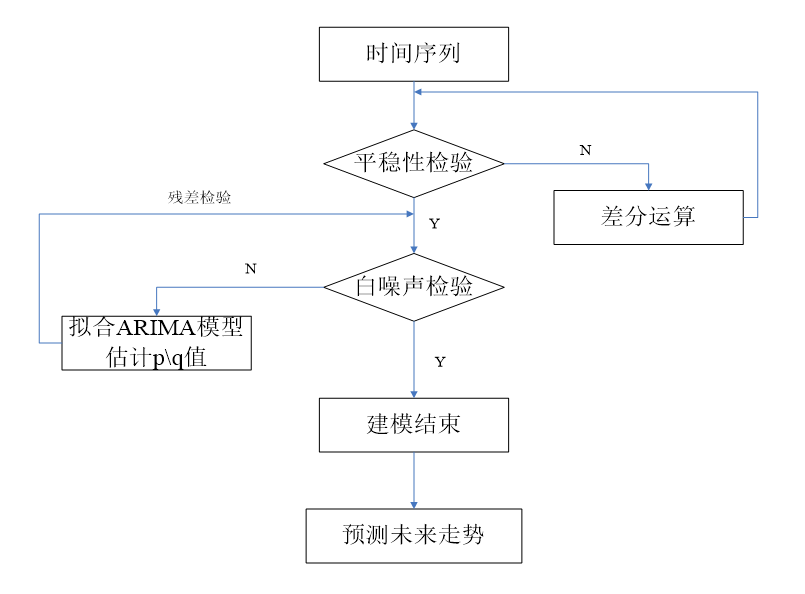 时间序列
平稳性检验
N
差分运算
残差检验
Y
白噪声检验
N
拟合ARIMA模型
估计p\q值
Y
建模结束
预测未来走势